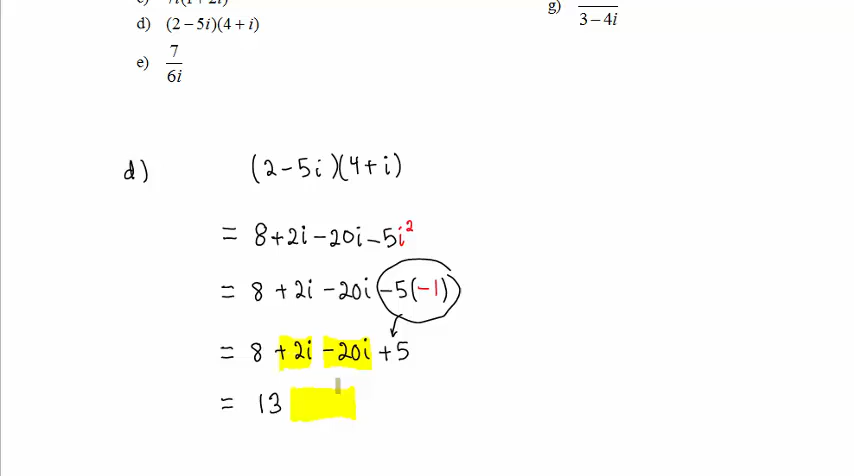 d) (2 − 5i)(4 + i)
g) 3 − 4i
e) 7/6i
d) (2 − 5i)(4 + i)
= 8 + 2i − 20i − 5i²
= 8 + 2i − 20i − 5(−1)
= 8 + 2i − 20i + 5
= 13